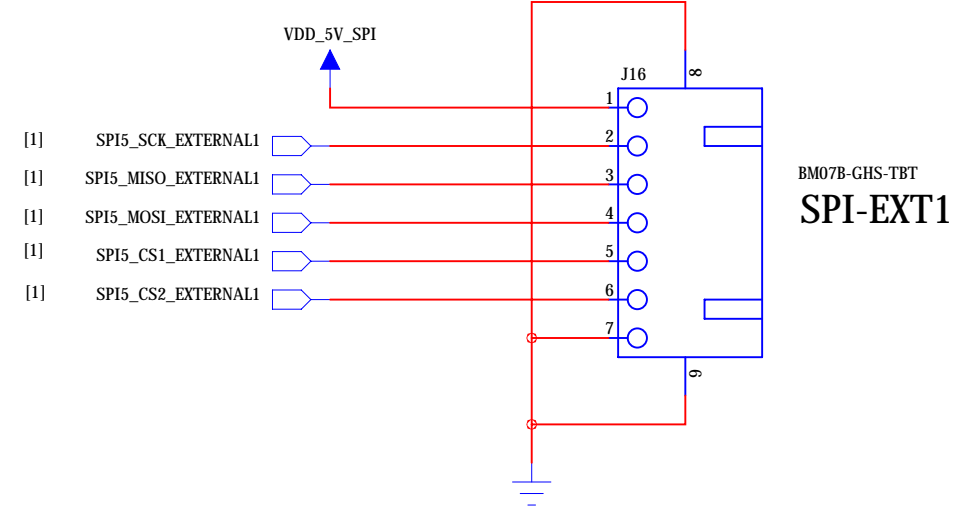 VDD_5V_SPI
J16
8
1
[1] SPI5_SCK_EXTERNAL1 2
[1] SPI5_MISO_EXTERNAL1 3
BM07B-GHS-TBT
[1] SPI5_MOSI_EXTERNAL1 4
SPI-EXT1
[1] SPI5_CS1_EXTERNAL1 5
[1] SPI5_CS2_EXTERNAL1 6
7
9